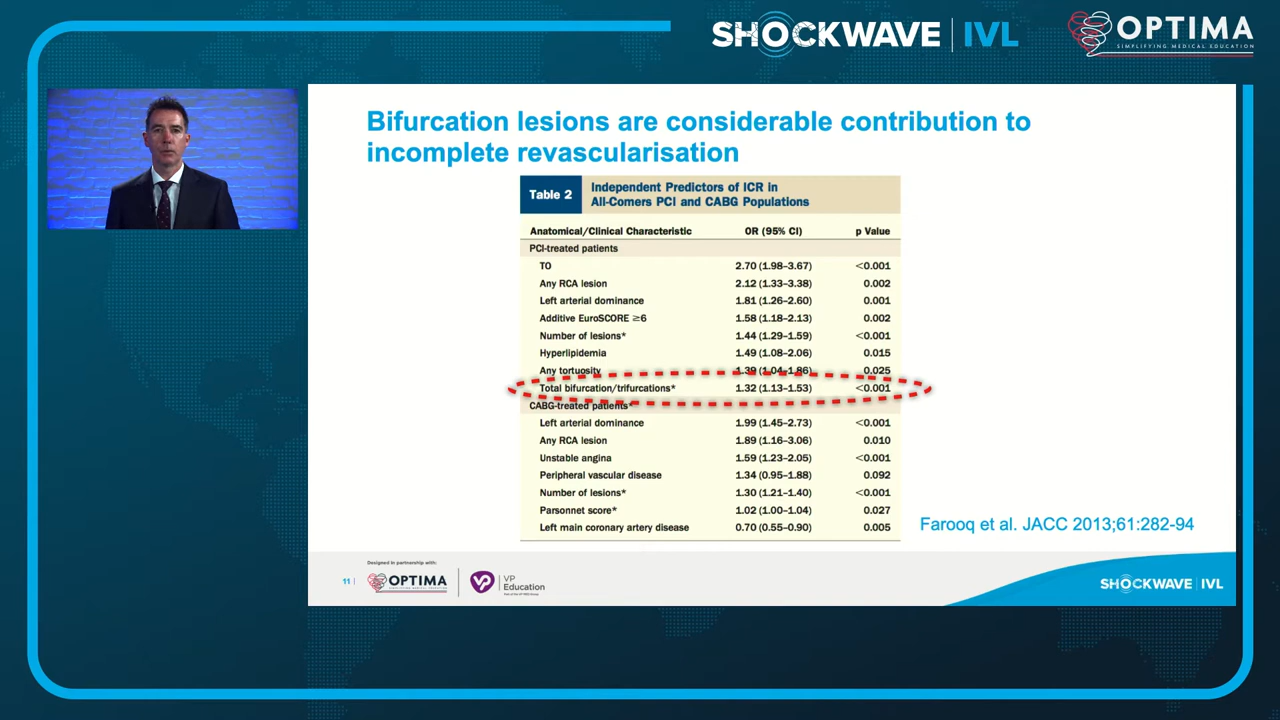 SHOCKWAVE | IVL
OPTIMA
SIMPLIFYING MEDICAL EDUCATION
Bifurcation lesions are considerable contribution to
incomplete revascularisation
Table 2
Independent Predictors of ICR in
All-Comers PCI and CABG Populations
Anatomical/Clinical Characteristic OR (95% CI) p Value
PCI-treated patients
TO 2.70 (1.98–3.67) <0.001
Any RCA lesion 2.12 (1.33–3.38) 0.002
Left arterial dominance 1.81 (1.26–2.60) 0.001
Additive EuroSCORE ≥6 1.58 (1.18–2.13) 0.002
Number of lesions* 1.44 (1.29–1.59) <0.001
Hyperlipidemia 1.49 (1.08–2.06) 0.015
Any tortuosity 1.39 (1.04–1.86) 0.025
Total bifurcation/trifurcations* 1.32 (1.13–1.53) <0.001
CABG-treated patients*
Left arterial dominance 1.99 (1.45–2.73) <0.001
Any RCA lesion 1.89 (1.16–3.06) 0.010
Unstable angina 1.59 (1.23–2.05) <0.001
Peripheral vascular disease 1.34 (0.95–1.88) 0.092
Number of lesions* 1.30 (1.21–1.40) <0.001
Parsonnet score* 1.02 (1.00–1.04) 0.027
Left main coronary artery disease 0.70 (0.55–0.90) 0.005
Farooq et al. JACC 2013;61:282-94
Designed in partnership with:
11 |
OPTIMA
SIMPLIFYING MEDICAL EDUCATION
VP
VP
Education
SHOCKWAVE | IVL